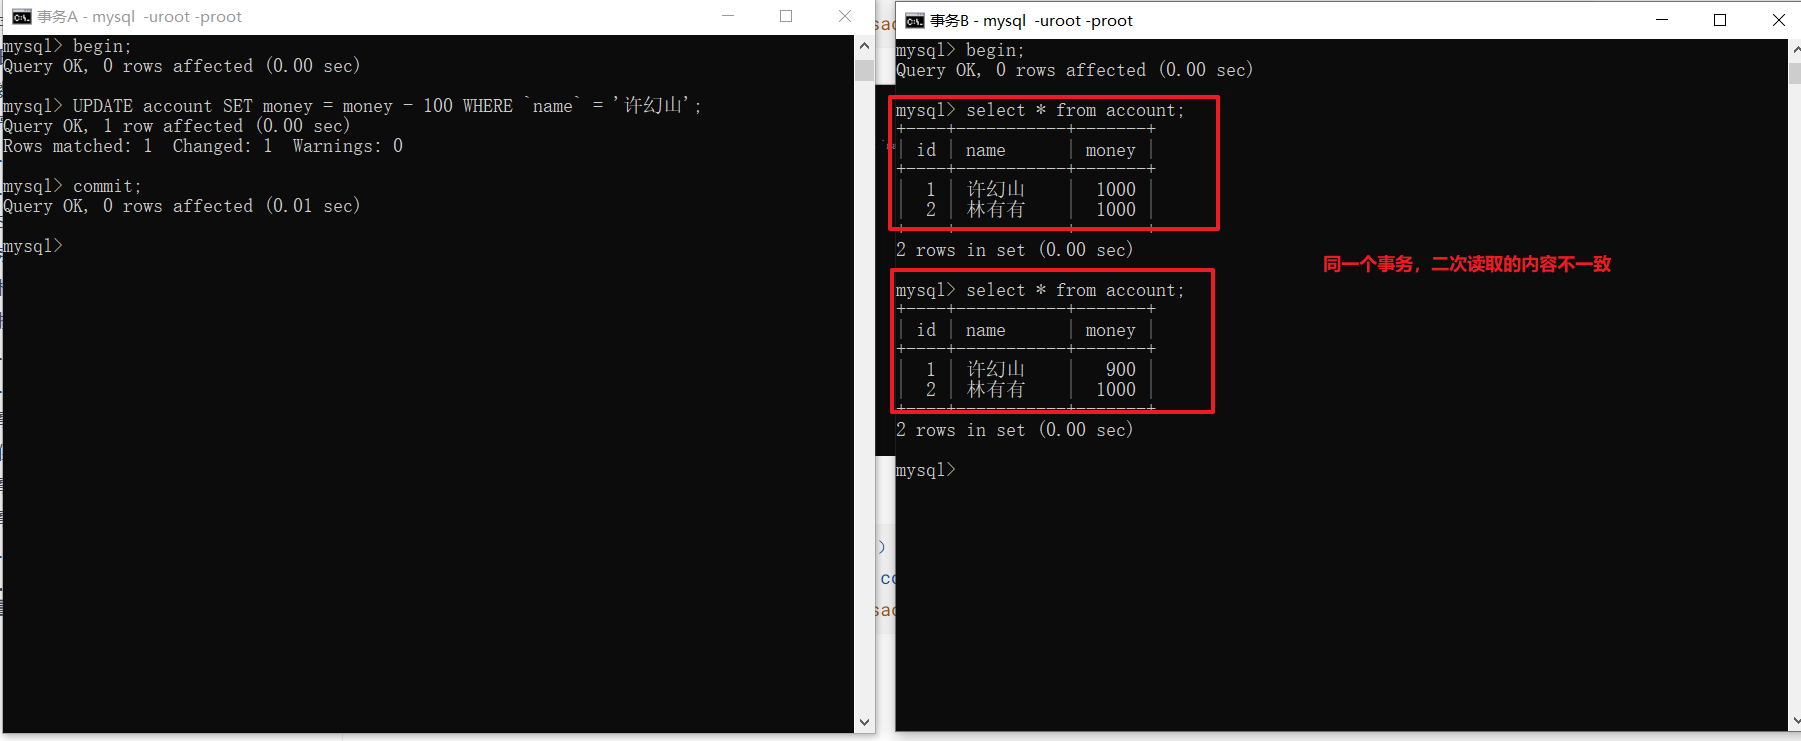 事务A - mysql  -uroot -proot
mysql> begin;
Query OK, 0 rows affected (0.00 sec)
mysql> UPDATE account SET money = money - 100 WHERE `name` = '许幻山';
Query OK, 1 row affected (0.00 sec)
Rows matched: 1  Changed: 1  Warnings: 0
mysql> commit;
Query OK, 0 rows affected (0.01 sec)
mysql>
事务B - mysql  -uroot -proot
mysql> begin;
Query OK, 0 rows affected (0.00 sec)
mysql> select * from account;
+----+-----------+-------+
| id | name      | money |
+----+-----------+-------+
|  1 | 许幻山    |  1000 |
|  2 | 林有有    |  1000 |
+----+-----------+-------+
2 rows in set (0.00 sec)
同一个事务，二次读取的内容不一致
mysql> select * from account;
+----+-----------+-------+
| id | name      | money |
+----+-----------+-------+
|  1 | 许幻山    |   900 |
|  2 | 林有有    |  1000 |
+----+-----------+-------+
2 rows in set (0.00 sec)
mysql>